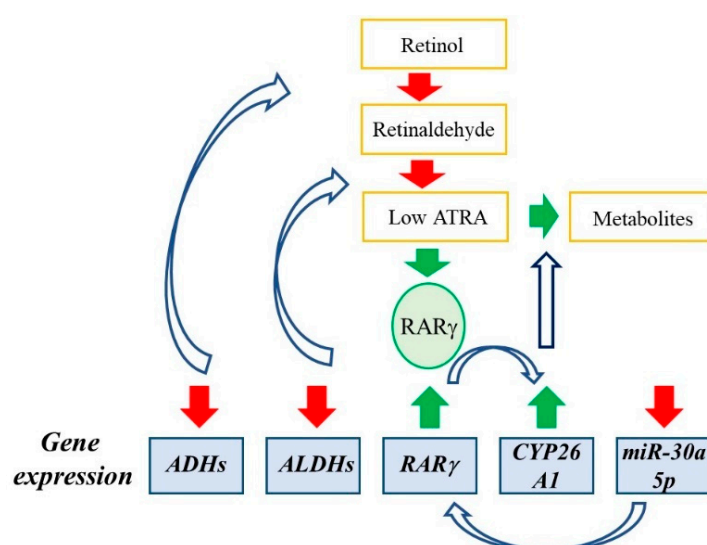 Retinol
Retinaldehyde
Low ATRA
Metabolites
RARγ
Gene
expression
ADHs
ALDHs
RARγ
CYP26
A1
miR-30a
5p